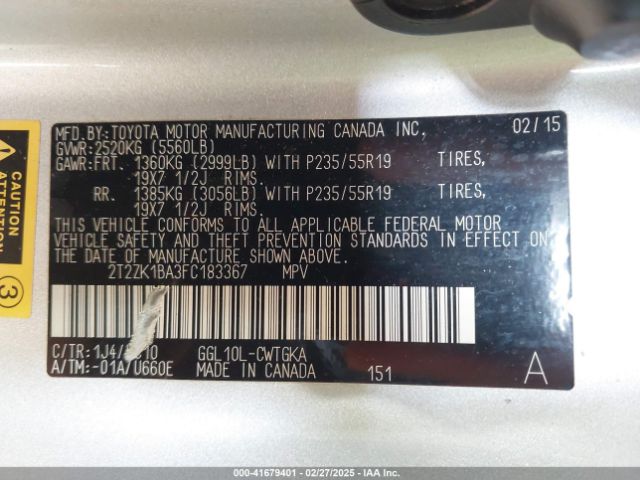 MFD. BY: TOYOTA MOTOR MANUFACTURING CANADA INC. 02/15
GVWR: 2520KG (5560LB)
GAWR: FRT. 1360KG (2999LB) WITH P235/55R19 TIRES,
19X7 1/2J RIMS.
RR. 1385KG (3056LB) WITH P235/55R19 TIRES,
19X7 1/2J RIMS.
THIS VEHICLE CONFORMS TO ALL APPLICABLE FEDERAL MOTOR
VEHICLE SAFETY AND THEFT PREVENTION STANDARDS IN EFFECT ON
THE DATE OF MANUFACTURE SHOWN ABOVE.
2T2ZK1BA3FC183367 MPV
C/TR: 1J4/ 10 GGL10L-CWTGKA
A/TM:-01A/U660E MADE IN CANADA 151 A
CAUTION
3
000-41679401 - 02/27/2025 - IAA Inc.